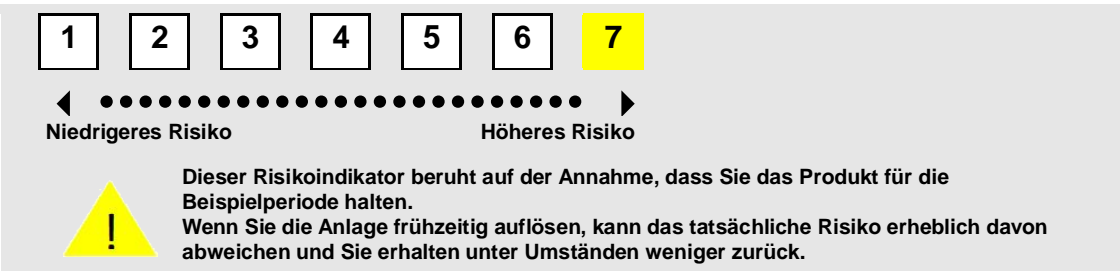 1 2 3 4 5 6 7
Niedrigeres Risiko Höheres Risiko
Dieser Risikoindikator beruht auf der Annahme, dass Sie das Produkt für die
Beispielperiode halten.
Wenn Sie die Anlage frühzeitig auflösen, kann das tatsächliche Risiko erheblich davon
abweichen und Sie erhalten unter Umständen weniger zurück.
!